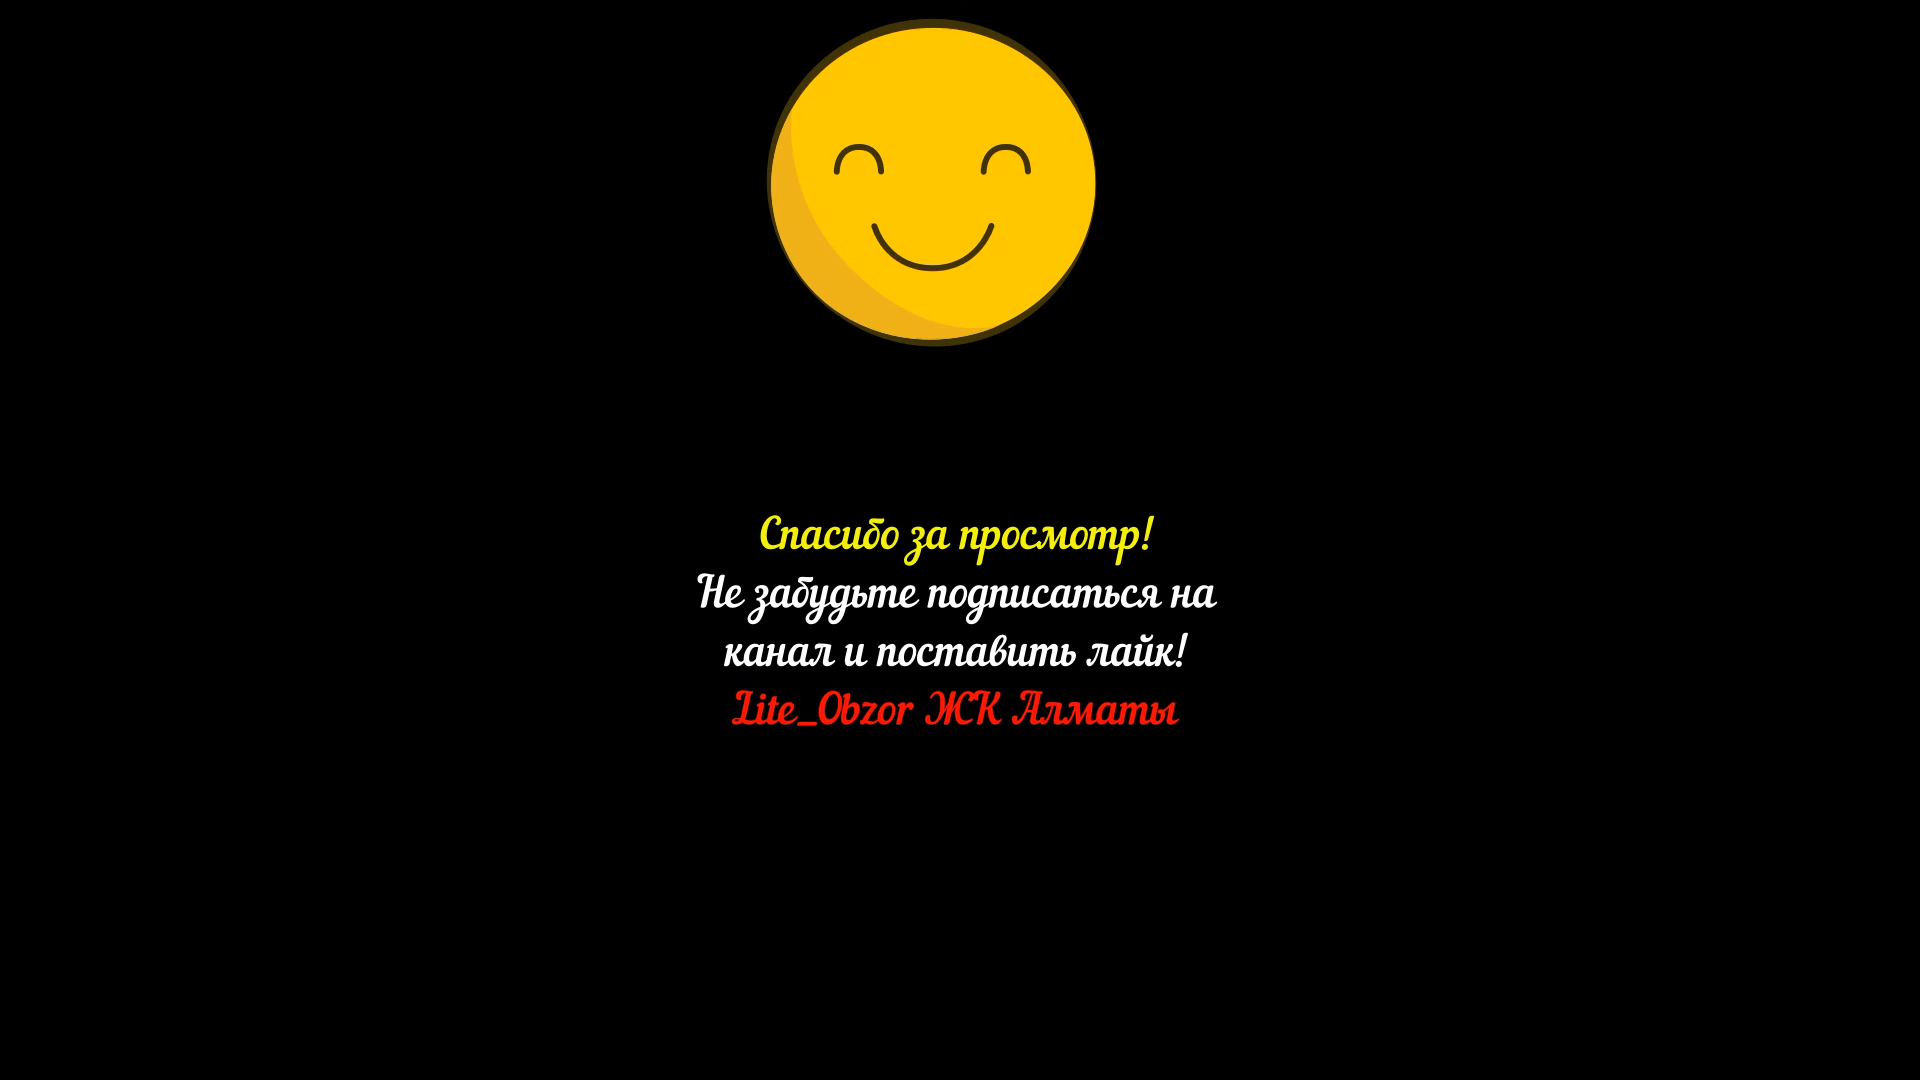 Спасибо за просмотр!
Не забудьте подписаться на
канал и поставить лайк!
Lite_Obzor ЖК Алматы